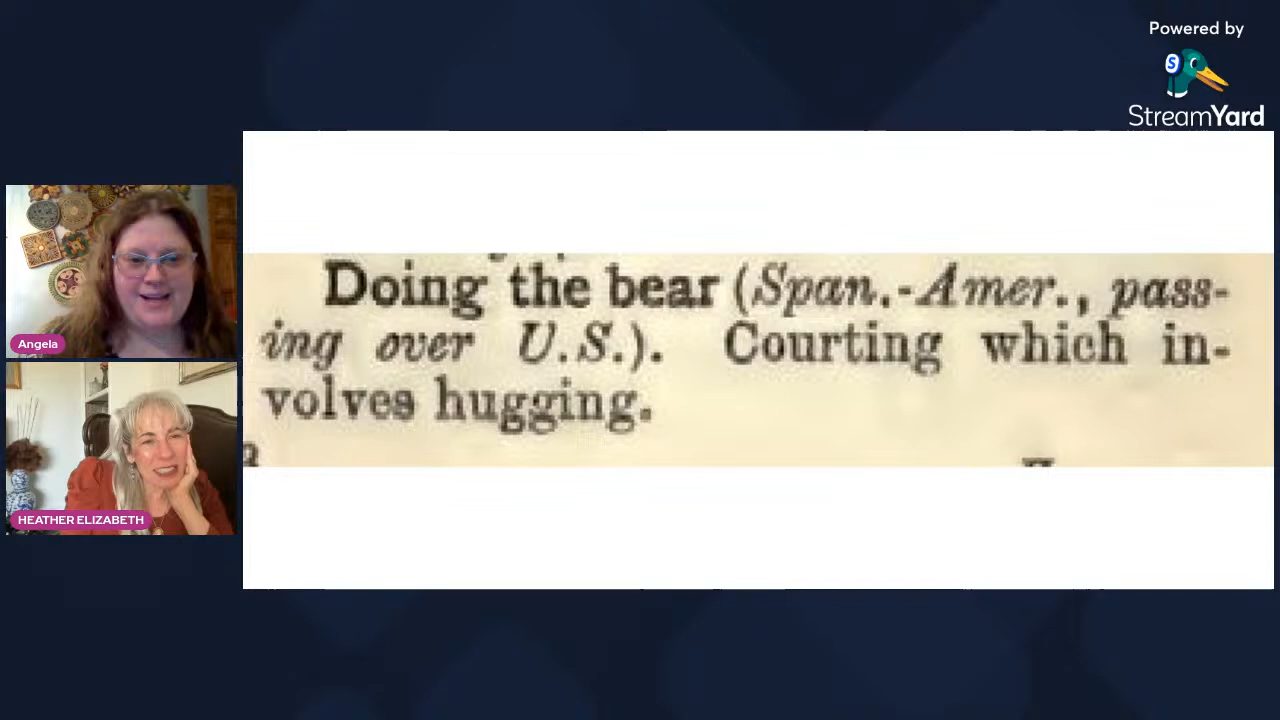 Powered by
StreamYard
Doing the bear (Span.-Amer., pass-
ing over U.S.). Courting which in-
volves hugging.
Angela
HEATHER ELIZABETH